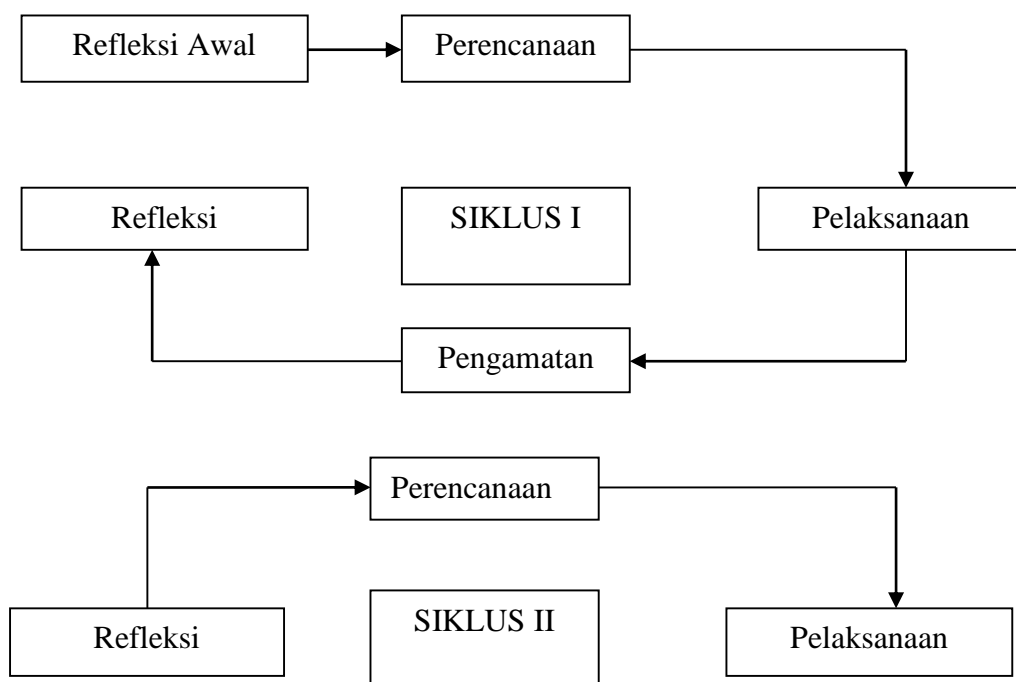 Refleksi Awal
Perencanaan
Refleksi
SIKLUS I
Pelaksanaan
Pengamatan
Perencanaan
Refleksi
SIKLUS II
Pelaksanaan